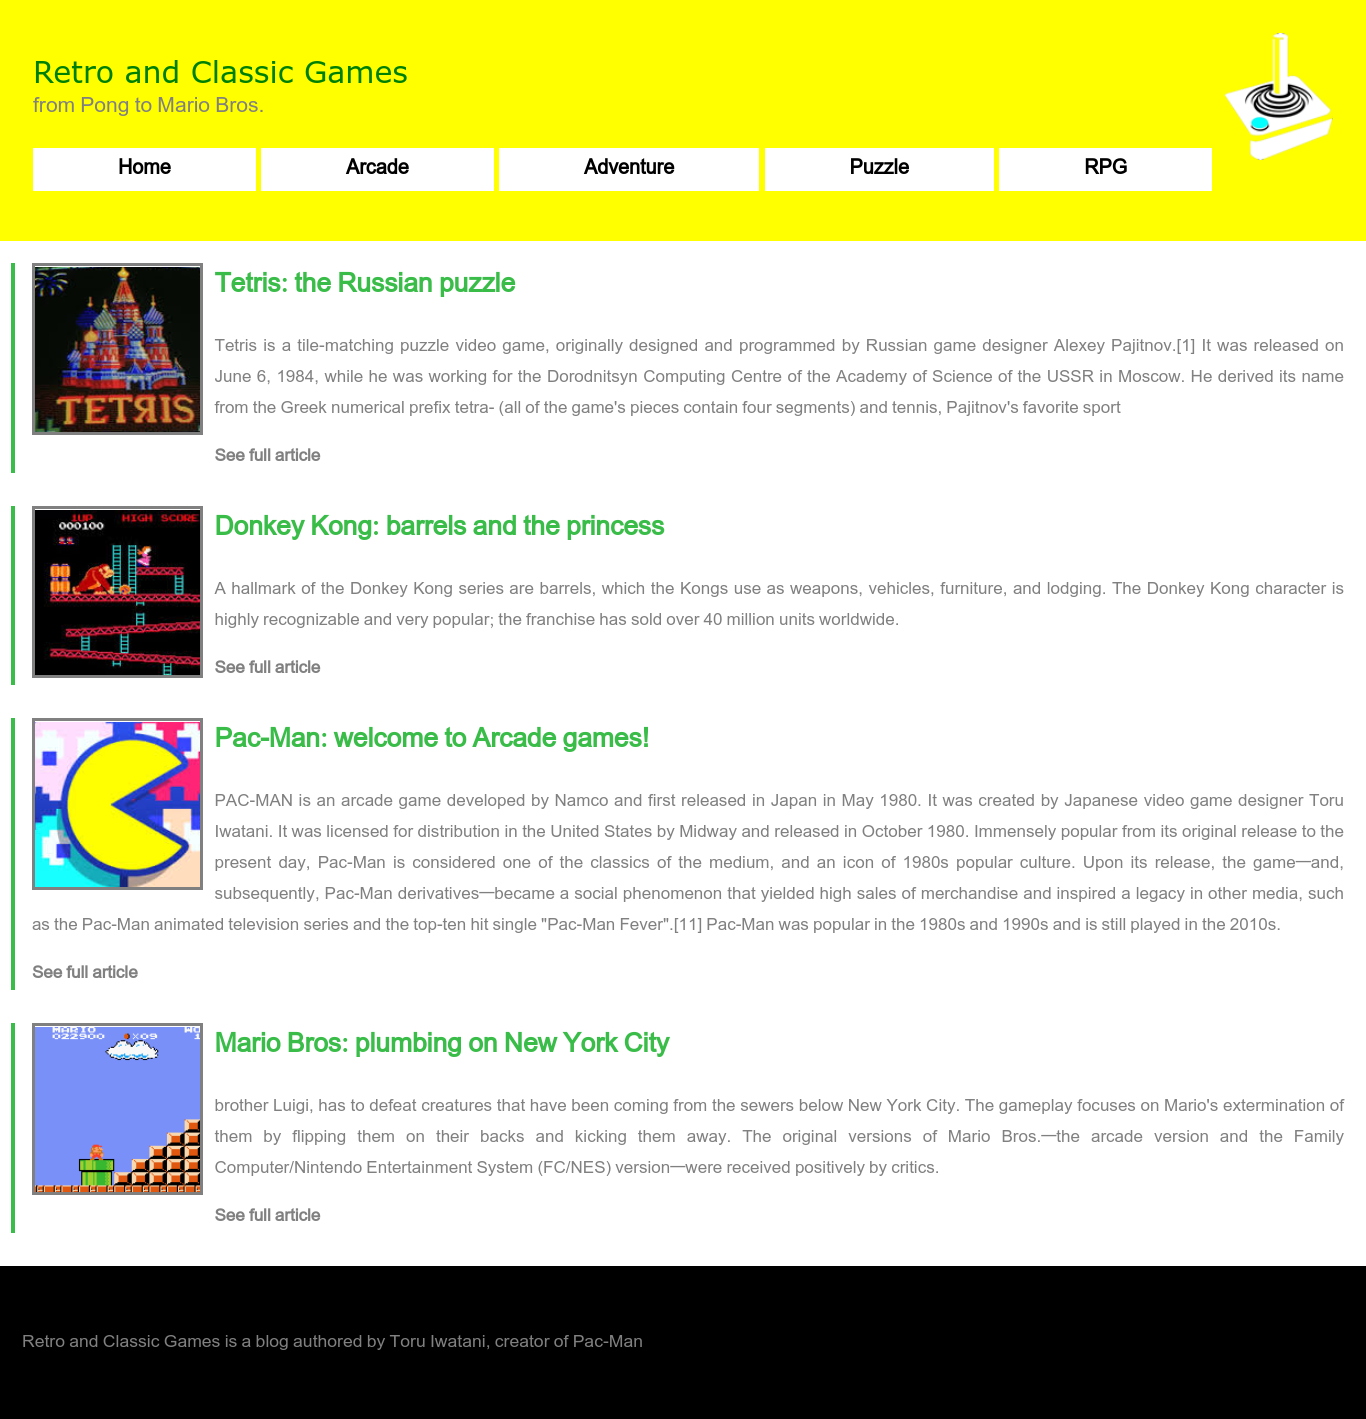 Retro and Classic Games
from Pong to Mario Bros.
Home Arcade Adventure Puzzle RPG
TETЯIS
Tetris: the Russian puzzle
Tetris is a tile-matching puzzle video game, originally designed and programmed by Russian game designer Alexey Pajitnov.[1] It was released on
June 6, 1984, while he was working for the Dorodnitsyn Computing Centre of the Academy of Science of the USSR in Moscow. He derived its name
from the Greek numerical prefix tetra- (all of the game's pieces contain four segments) and tennis, Pajitnov's favorite sport
See full article
1UP HIGH SCORE
000100
Donkey Kong: barrels and the princess
A hallmark of the Donkey Kong series are barrels, which the Kongs use as weapons, vehicles, furniture, and lodging. The Donkey Kong character is
highly recognizable and very popular; the franchise has sold over 40 million units worldwide.
See full article
Pac-Man: welcome to Arcade games!
PAC-MAN is an arcade game developed by Namco and first released in Japan in May 1980. It was created by Japanese video game designer Toru
Iwatani. It was licensed for distribution in the United States by Midway and released in October 1980. Immensely popular from its original release to the
present day, Pac-Man is considered one of the classics of the medium, and an icon of 1980s popular culture. Upon its release, the game—and,
subsequently, Pac-Man derivatives—became a social phenomenon that yielded high sales of merchandise and inspired a legacy in other media, such
as the Pac-Man animated television series and the top-ten hit single "Pac-Man Fever".[11] Pac-Man was popular in the 1980s and 1990s and is still played in the 2010s.
See full article
MARIO WO
022900 x09 1
Mario Bros: plumbing on New York City
brother Luigi, has to defeat creatures that have been coming from the sewers below New York City. The gameplay focuses on Mario's extermination of
them by flipping them on their backs and kicking them away. The original versions of Mario Bros.—the arcade version and the Family
Computer/Nintendo Entertainment System (FC/NES) version—were received positively by critics.
See full article
Retro and Classic Games is a blog authored by Toru Iwatani, creator of Pac-Man